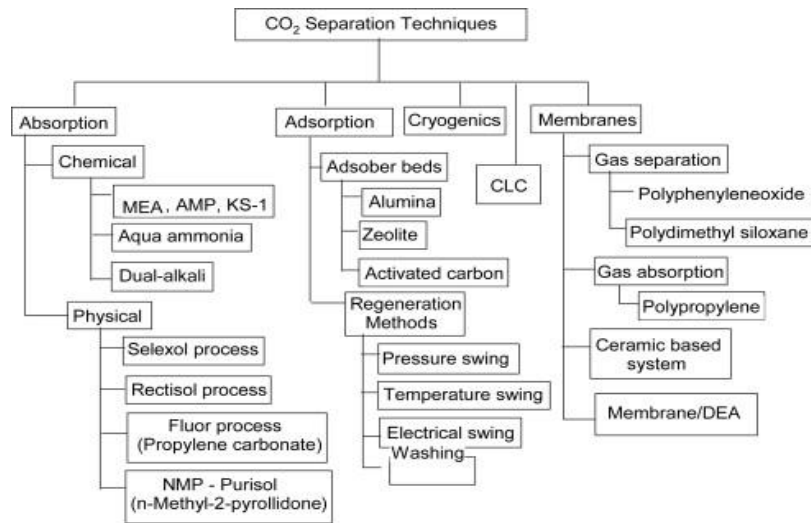 CO₂ Separation Techniques
Absorption
Chemical
MEA, AMP, KS-1
Aqua ammonia
Dual-alkali
Physical
Selexol process
Rectisol process
Fluor process
(Propylene carbonate)
NMP - Purisol
(n-Methyl-2-pyrollidone)
Adsorption
Adsober beds
Alumina
Zeolite
Activated carbon
Regeneration
Methods
Pressure swing
Temperature swing
Electrical swing
Washing
Cryogenics
CLC
Membranes
Gas separation
Polyphenyleneoxide
Polydimethyl siloxane
Gas absorption
Polypropylene
Ceramic based
system
Membrane/DEA